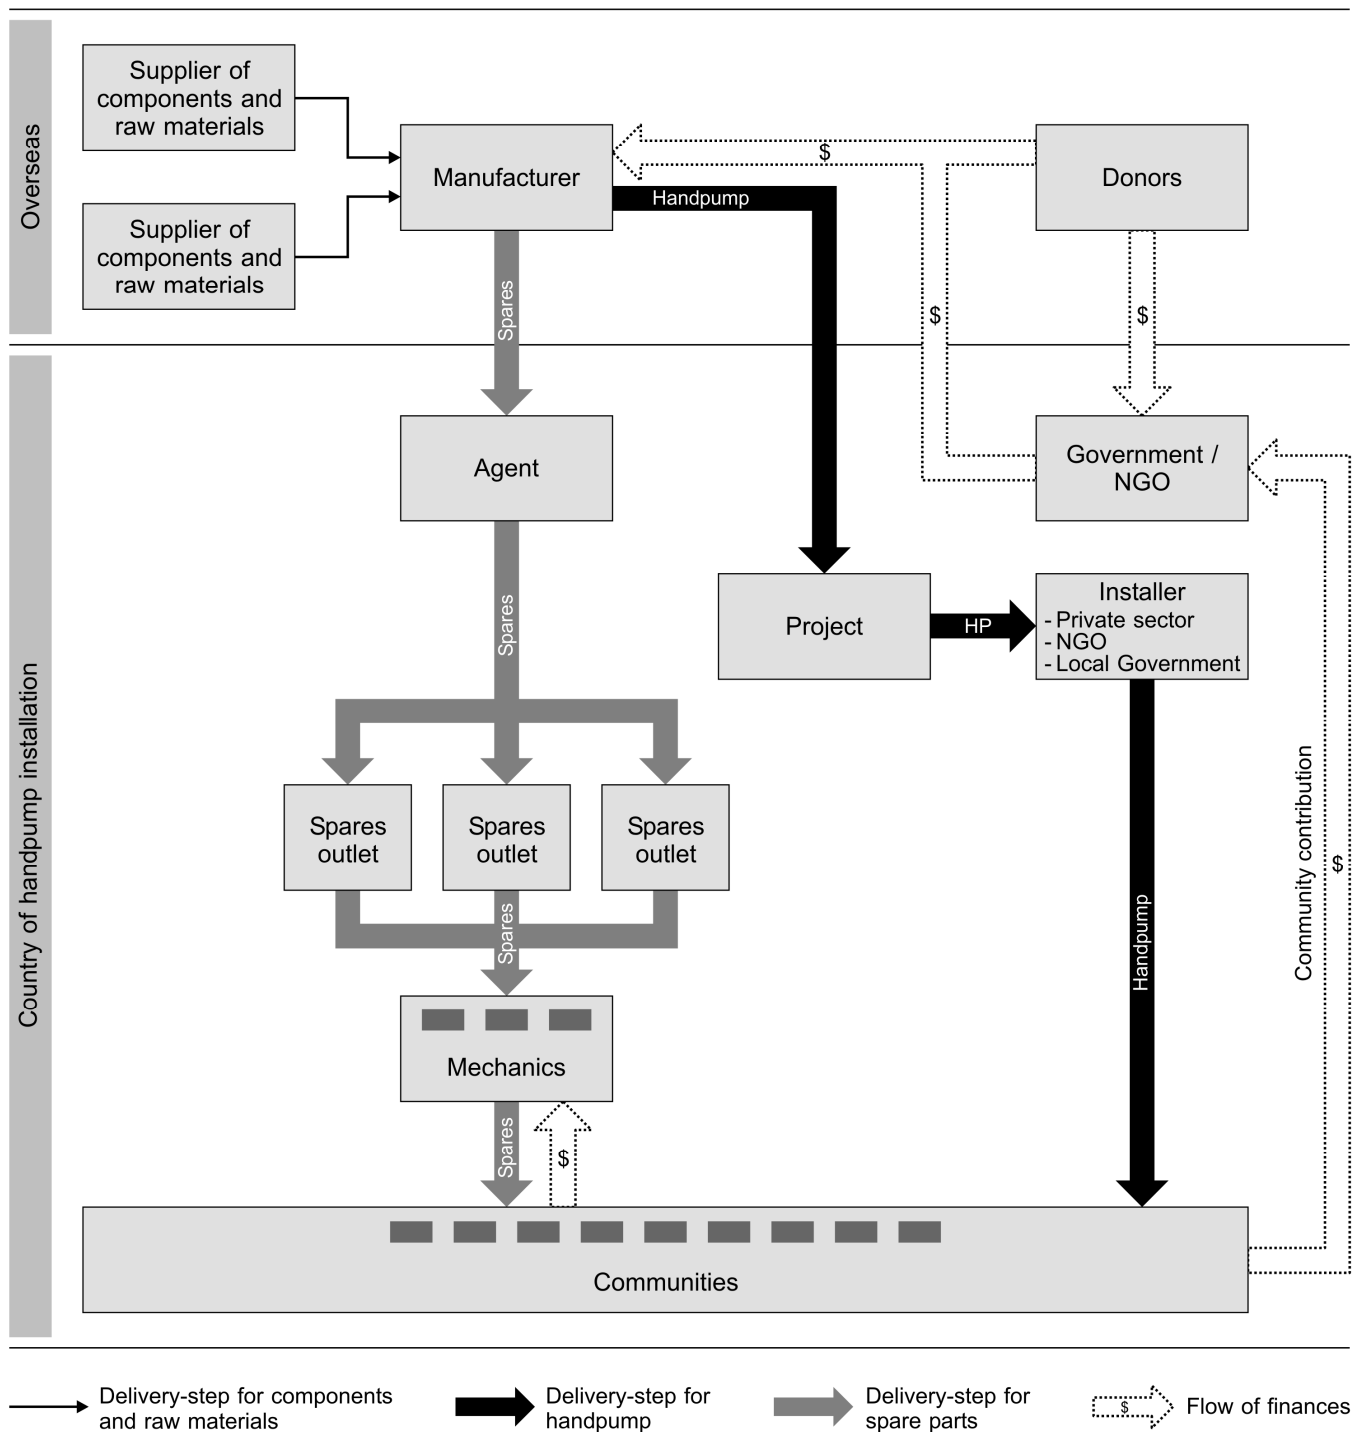 Overseas
Supplier of
components and
raw materials
Supplier of
components and
raw materials
Manufacturer
Donors
$
Handpump
Spares
$
$
Country of handpump installation
Agent
Government /
NGO
Spares
Project
HP
Installer
- Private sector
- NGO
- Local Government
Spares
outlet
Spares
outlet
Spares
outlet
Spares
Handpump
Community contribution
$
Mechanics
Spares
$
Communities
Delivery-step for components
and raw materials
Delivery-step for
handpump
Delivery-step for
spare parts
$
Flow of finances